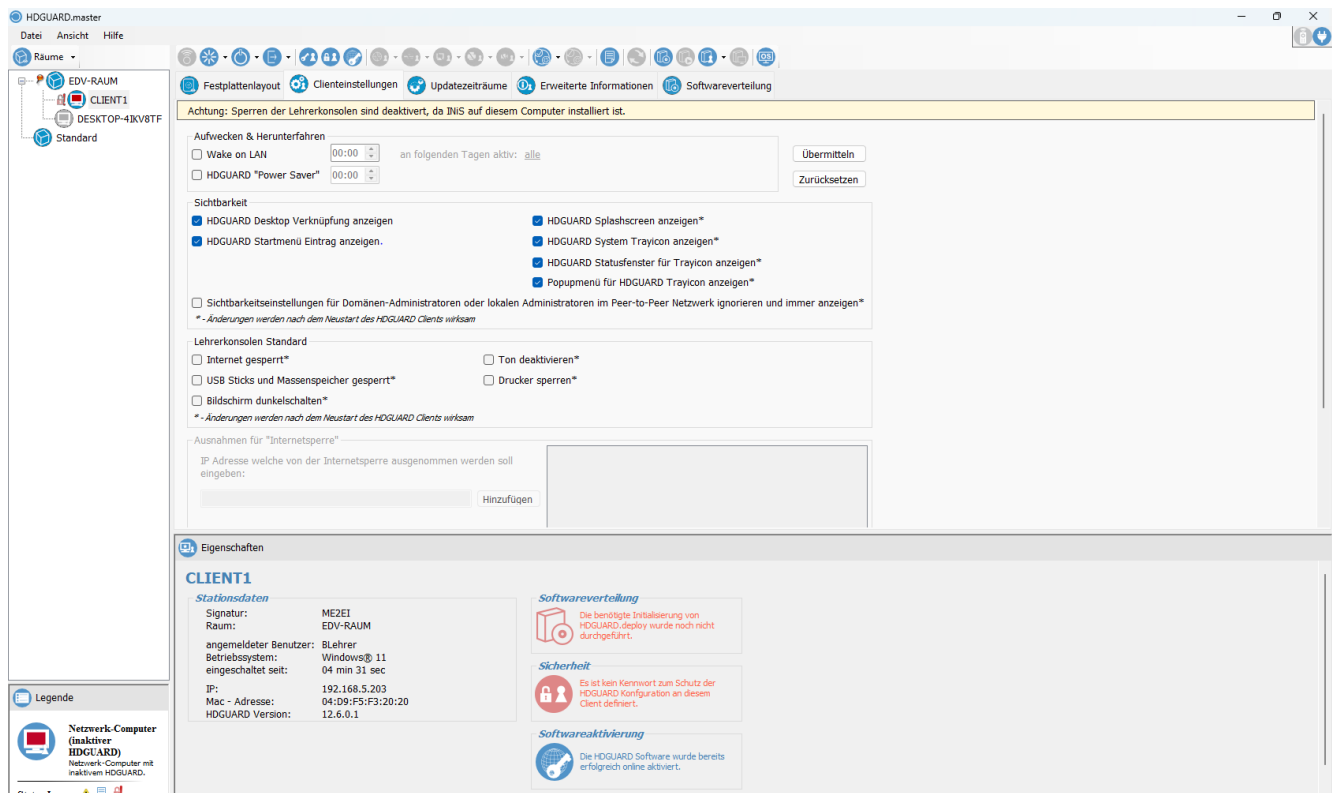 HDGUARD.master
Datei Ansicht Hilfe
Räume
EDV-RAUM
CLIENT1
DESKTOP-4IKV8TF
Standard
Festplattenlayout Clienteinstellungen Updatezeiträume Erweiterte Informationen Softwareverteilung
Achtung: Sperren der Lehrerkonsolen sind deaktivert, da INiS auf diesem Computer installiert ist.
Aufwecken & Herunterfahren
Wake on LAN 00:00 an folgenden Tagen aktiv: alle
HDGUARD "Power Saver" 00:00
Übermitteln
Zurücksetzen
Sichtbarkeit
HDGUARD Desktop Verknüpfung anzeigen HDGUARD Splashscreen anzeigen*
HDGUARD Startmenü Eintrag anzeigen. HDGUARD System Trayicon anzeigen*
HDGUARD Statusfenster für Trayicon anzeigen*
Popupmenü für HDGUARD Trayicon anzeigen*
Sichtbarkeitseinstellungen für Domänen-Administratoren oder lokalen Administratoren im Peer-to-Peer Netzwerk ignorieren und immer anzeigen*
* - Änderungen werden nach dem Neustart des HDGUARD Clients wirksam
Lehrerkonsolen Standard
Internet gesperrt* Ton deaktivieren*
USB Sticks und Massenspeicher gesperrt* Drucker sperren*
Bildschirm dunkelschalten*
* - Änderungen werden nach dem Neustart des HDGUARD Clients wirksam
Ausnahmen für "Internetsperre"
IP Adresse welche von der Internetsperre ausgenommen werden soll
eingeben:
Hinzufügen
Eigenschaften
CLIENT1
Stationsdaten
Signatur: ME2EI
Raum: EDV-RAUM
angemeldeter Benutzer: BLehrer
Betriebssystem: Windows® 11
eingeschaltet seit: 04 min 31 sec
IP: 192.168.5.203
Mac - Adresse: 04:D9:F5:F3:20:20
HDGUARD Version: 12.6.0.1
Softwareverteilung
Die benötigte Initialisierung von
HDGUARD.deploy wurde noch nicht
durchgeführt.
Sicherheit
Es ist kein Kennwort zum Schutz der
HDGUARD Konfguration an diesem
Client definiert.
Softwareaktivierung
Die HDGUARD Software wurde bereits
erfolgreich online aktiviert.
Legende
Netzwerk-Computer
(inaktiver
HDGUARD)
Netzwerk-Computer mit
inaktivem HDGUARD.